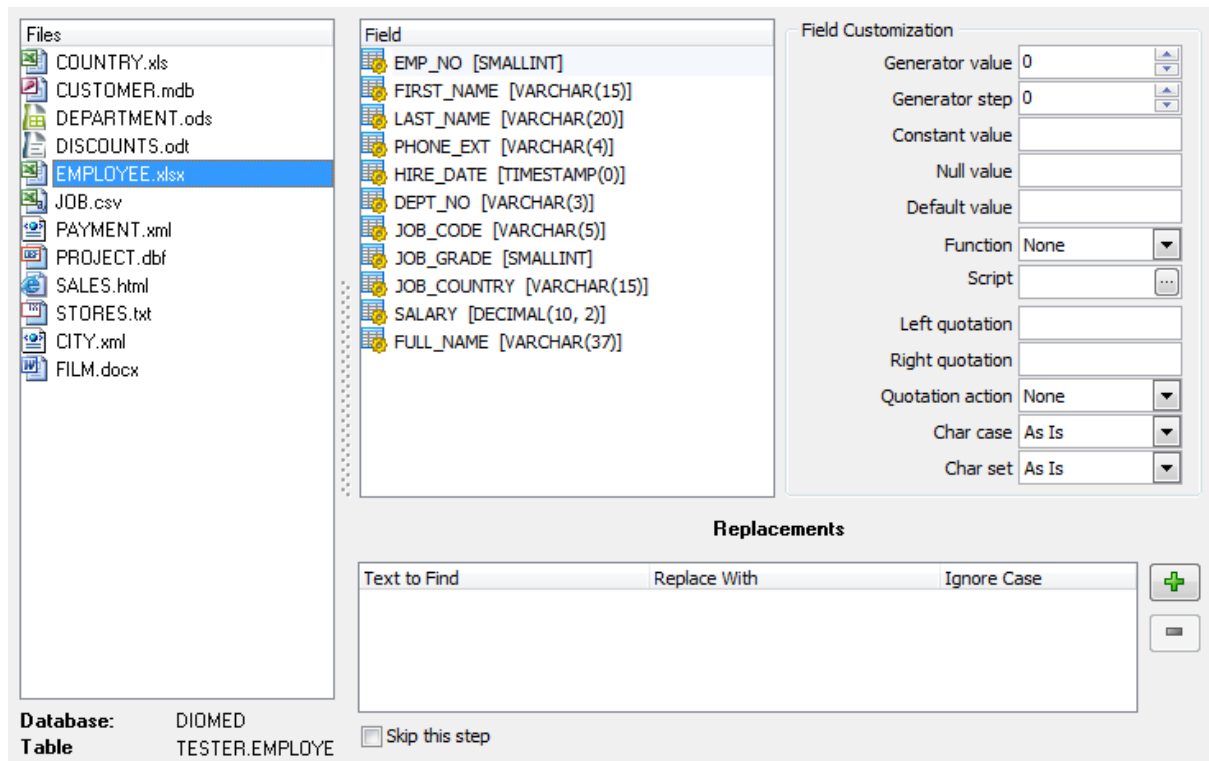 Files
COUNTRY.xls
CUSTOMER.mdb
DEPARTMENT.ods
DISCOUNTS.odt
EMPLOYEE.xlsx
JOB.csv
PAYMENT.xml
PROJECT.dbf
SALES.html
STORES.txt
CITY.xml
FILM.docx
Database: DIOMED
Table TESTER.EMPLOYE
Field
EMP_NO [SMALLINT]
FIRST_NAME [VARCHAR(15)]
LAST_NAME [VARCHAR(20)]
PHONE_EXT [VARCHAR(4)]
HIRE_DATE [TIMESTAMP(0)]
DEPT_NO [VARCHAR(3)]
JOB_CODE [VARCHAR(5)]
JOB_GRADE [SMALLINT]
JOB_COUNTRY [VARCHAR(15)]
SALARY [DECIMAL(10, 2)]
FULL_NAME [VARCHAR(37)]
Field Customization
Generator value 0
Generator step 0
Constant value
Null value
Default value
Function None
Script ...
Left quotation
Right quotation
Quotation action None
Char case As Is
Char set As Is
Replacements
Text to Find Replace With Ignore Case
Skip this step